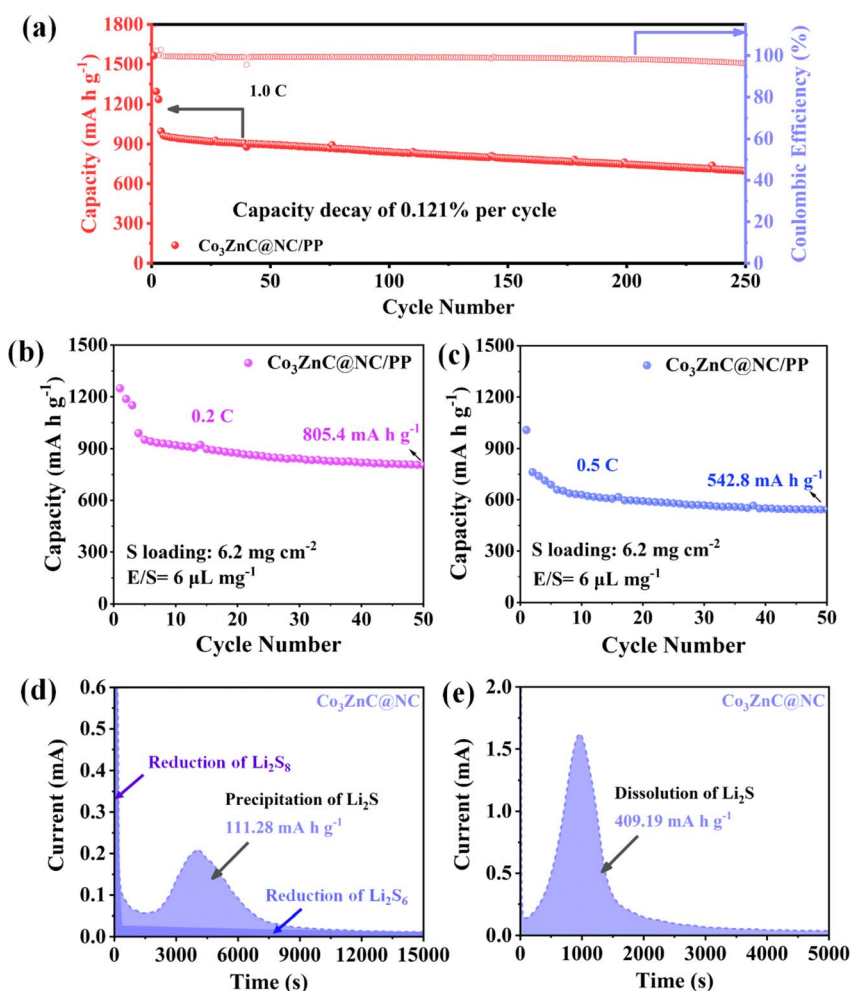 (a)
1800
1500
1200
900
600
300
0
Capacity (mA h g⁻¹)
1.0 C
Capacity decay of 0.121% per cycle
Co₃ZnC@NC/PP
0
50
100
150
200
250
Cycle Number
100
80
60
40
20
0
Coulombic Efficiency (%)
(b)
1500
1200
900
600
300
0
Capacity (mA h g⁻¹)
Co₃ZnC@NC/PP
0.2 C
805.4 mA h g⁻¹
S loading: 6.2 mg cm⁻²
E/S= 6 µL mg⁻¹
0
10
20
30
40
50
Cycle Number
(c)
1500
1200
900
600
300
0
Capacity (mA h g⁻¹)
Co₃ZnC@NC/PP
0.5 C
542.8 mA h g⁻¹
S loading: 6.2 mg cm⁻²
E/S= 6 µL mg⁻¹
0
10
20
30
40
50
Cycle Number
(d)
0.6
0.5
0.4
0.3
0.2
0.1
0.0
Current (mA)
Co₃ZnC@NC
Reduction of Li₂S₈
Precipitation of Li₂S
111.28 mA h g⁻¹
Reduction of Li₂S₆
0
3000
6000
9000
12000
15000
Time (s)
(e)
2.0
1.5
1.0
0.5
0.0
Current (mA)
Co₃ZnC@NC
Dissolution of Li₂S
409.19 mA h g⁻¹
0
1000
2000
3000
4000
5000
Time (s)